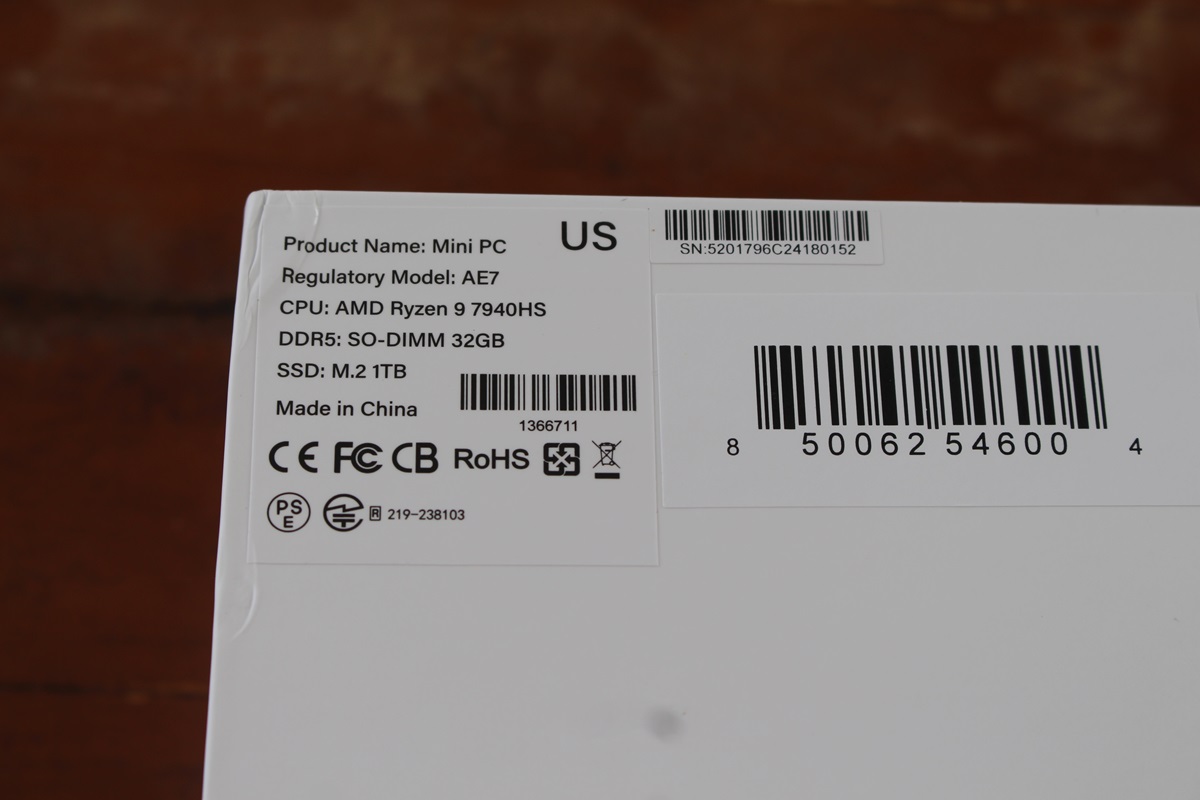 Product Name: Mini PC
US
Regulatory Model: AE7
CPU: AMD Ryzen 9 7940HS
DDR5: SO-DIMM 32GB
SSD: M.2 1TB
Made in China
1366711
CE FC CB RoHS
PS
E
R 219-238103
SN:5201796C24180152
8 50062 54600 4